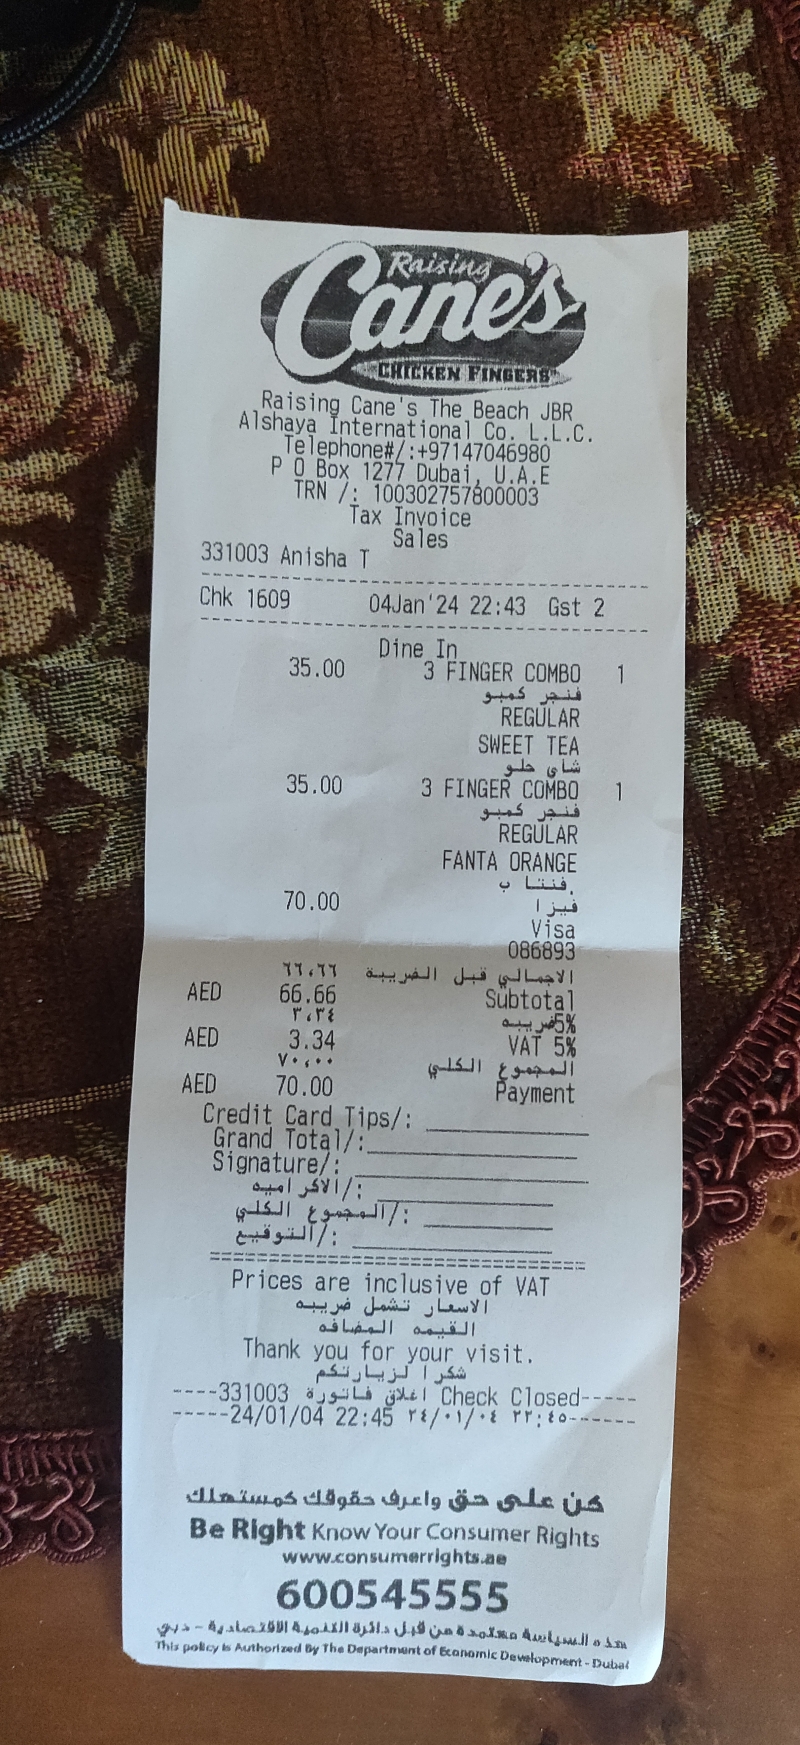 Raising
Cane's
CHICKEN FINGERS
Raising Cane's The Beach JBR
Alshaya International Co. L.L.C.
Telephone#/:+97147046980
P O Box 1277 Dubai, U.A.E
TRN /: 100302757800003
Tax Invoice
Sales
331003 Anisha T
Chk 1609 04Jan'24 22:43 Gst 2
Dine In
35.00 3 FINGER COMBO 1
فنجر كمبو
REGULAR
SWEET TEA
شاي حلو
35.00 3 FINGER COMBO 1
فنجر كمبو
REGULAR
FANTA ORANGE
فنتا ب.
70.00 فيزا
Visa
086893
الاجمالي قبل الضريبة ٦٦،٦٦
AED 66.66 Subtotal
ضريبه5% ٣،٣٤
AED 3.34 VAT 5%
المجموع الكلي ٧٠،٠٠
AED 70.00 Payment
Credit Card Tips/:
Grand Total/:
Signature/:
الاكراميه/:
المجموع الكلي/:
التوقيع/:
Prices are inclusive of VAT
الاسعار تشمل ضريبه
القيمه المضافه
Thank you for your visit.
شكرا لزيارتكم
----331003 اغلاق فاتورة Check Closed-----
-----24/01/04 22:45 ٢٤/٠١/٠٤ ٢٢:٤٥------
كن على حق واعرف حقوقك كمستهلك
Be Right Know Your Consumer Rights
www.consumerrights.ae
600545555
هذه السياسة معتمدة من قبل دائرة التنمية الاقتصادية - دبي
This policy is Authorized By The Department of Economic Development - Dubai